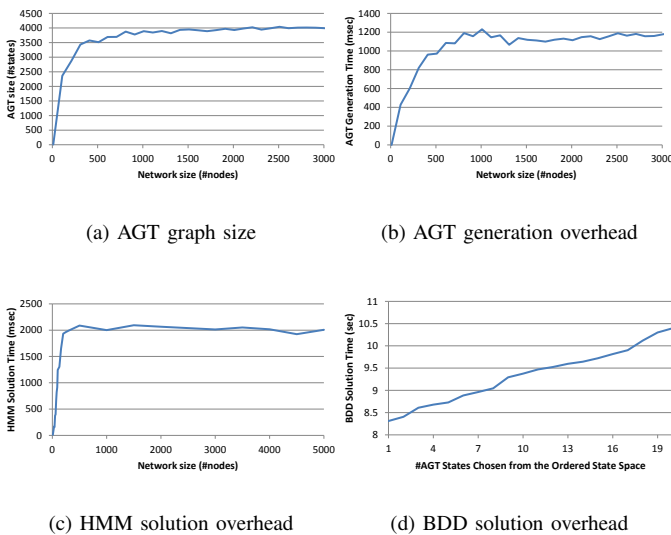 4500
4000
3500
3000
2500
2000
1500
1000
500
0
AGT size (#states)
0 500 1000 1500 2000 2500 3000
Network size (#nodes)
(a) AGT graph size
1400
1200
1000
800
600
400
200
0
AGT Generation Time (msec)
0 500 1000 1500 2000 2500 3000
Network size (#nodes)
(b) AGT generation overhead
2500
2000
1500
1000
500
0
HMM Solution Time (msec)
0 1000 2000 3000 4000 5000
Network size (#nodes)
(c) HMM solution overhead
11
10.5
10
9.5
9
8.5
8
BDD Solution Time (sec)
1 4 7 10 13 16 19
#AGT States Chosen from the Ordered State Space
(d) BDD solution overhead